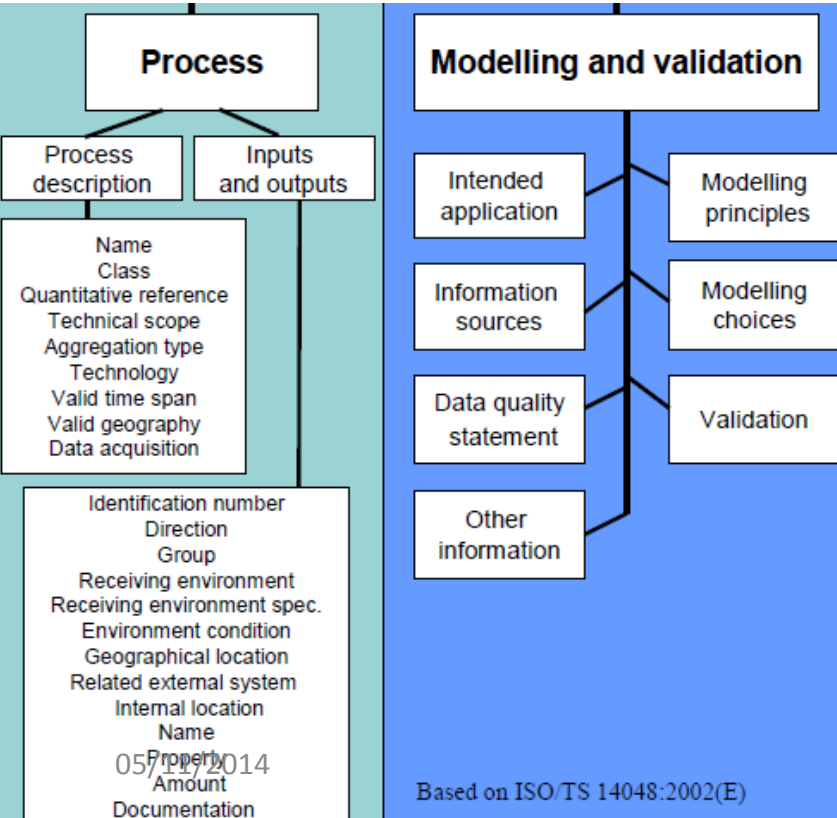 Process
Process
description
Inputs
and outputs
Name
Class
Quantitative reference
Technical scope
Aggregation type
Technology
Valid time span
Valid geography
Data acquisition
Identification number
Direction
Group
Receiving environment
Receiving environment spec.
Environment condition
Geographical location
Related external system
Internal location
Name
Property
05/11/2014
Amount
Documentation
Modelling and validation
Intended
application
Modelling
principles
Information
sources
Modelling
choices
Data quality
statement
Validation
Other
information
Based on ISO/TS 14048:2002(E)